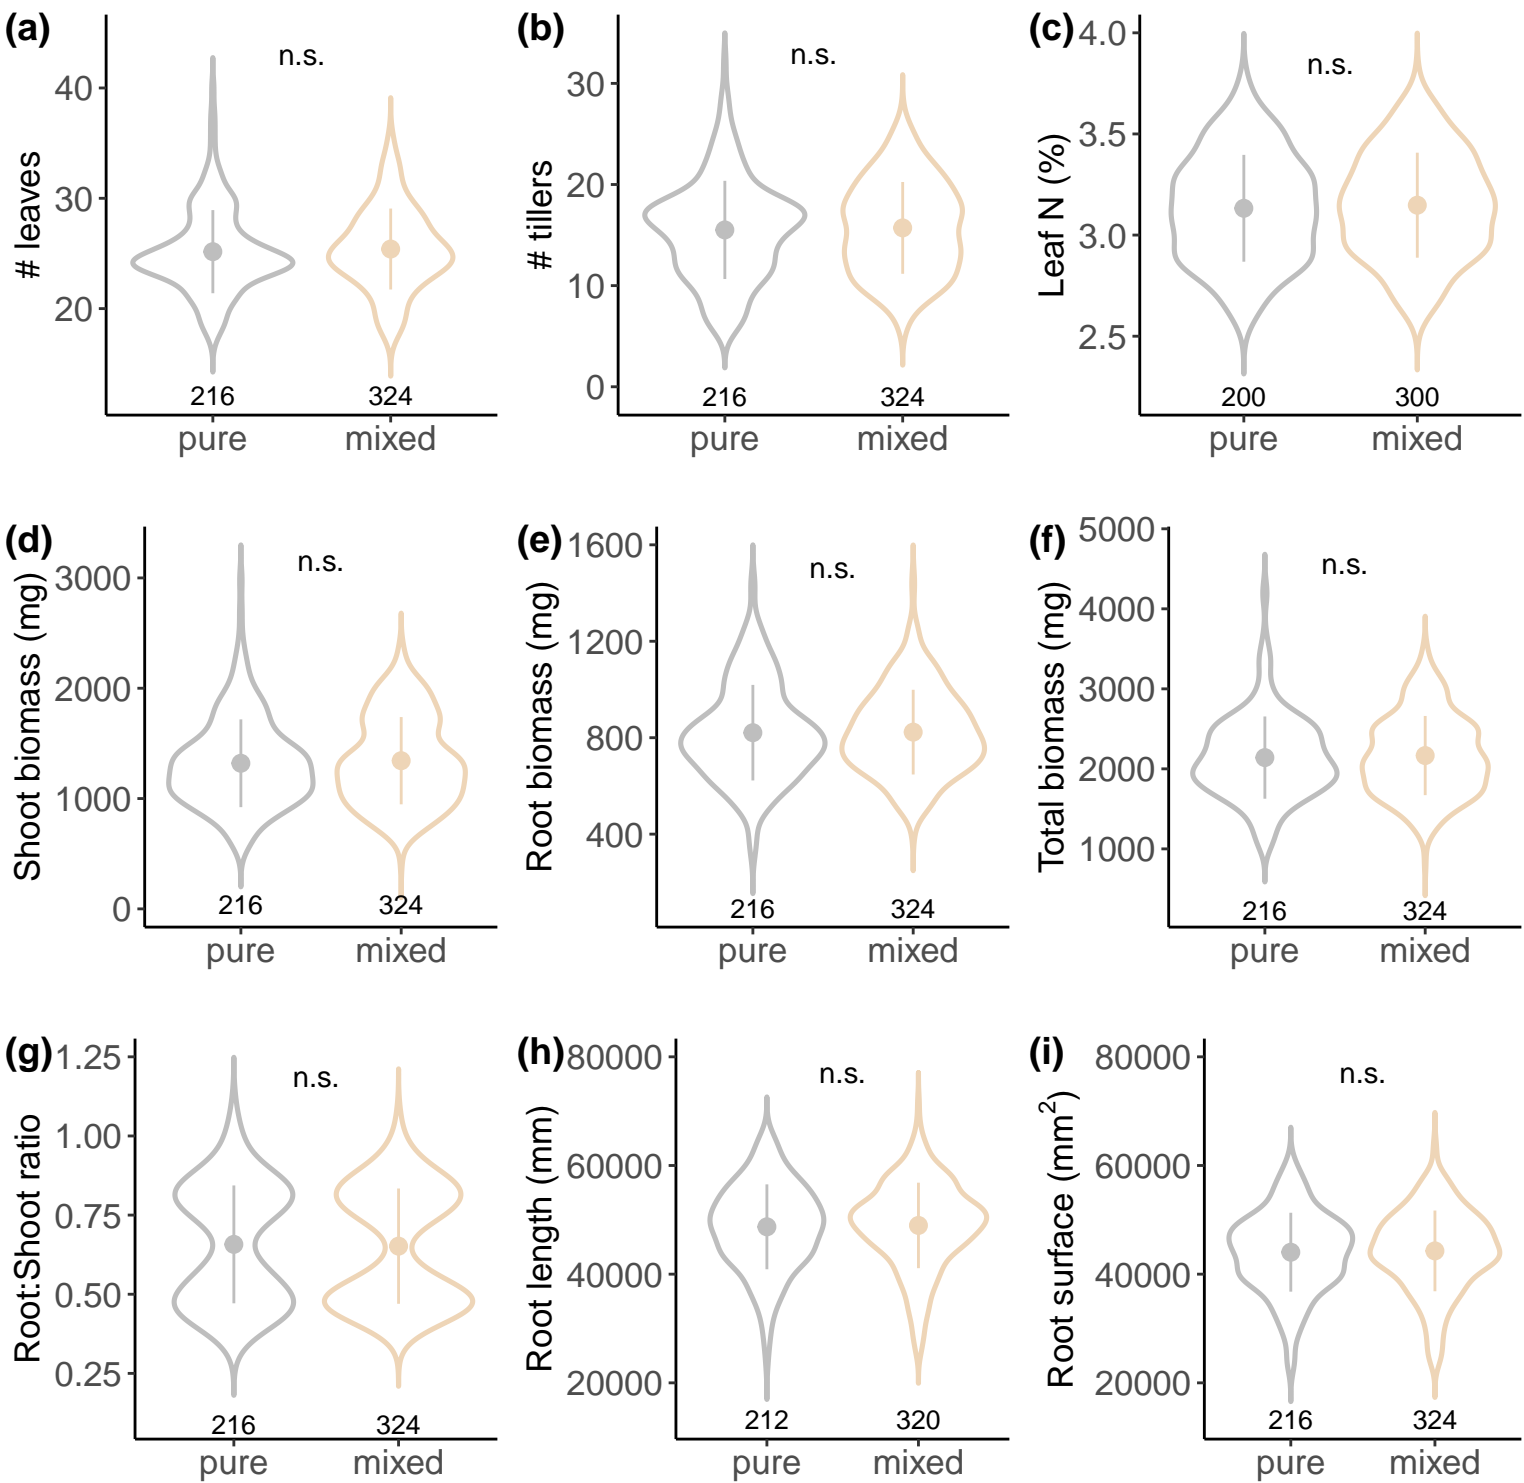 (a)
n.s.
# leaves
40
30
20
216
324
pure
mixed
(b)
n.s.
# tillers
30
20
10
0
216
324
pure
mixed
(c)
n.s.
Leaf N (%)
4.0
3.5
3.0
2.5
200
300
pure
mixed
(d)
n.s.
Shoot biomass (mg)
3000
2000
1000
0
216
324
pure
mixed
(e)
n.s.
Root biomass (mg)
1600
1200
800
400
216
324
pure
mixed
(f)
n.s.
Total biomass (mg)
5000
4000
3000
2000
1000
216
324
pure
mixed
(g)
n.s.
Root:Shoot ratio
1.25
1.00
0.75
0.50
0.25
216
324
pure
mixed
(h)
n.s.
Root length (mm)
80000
60000
40000
20000
212
320
pure
mixed
(i)
n.s.
Root surface (mm²)
80000
60000
40000
20000
216
324
pure
mixed